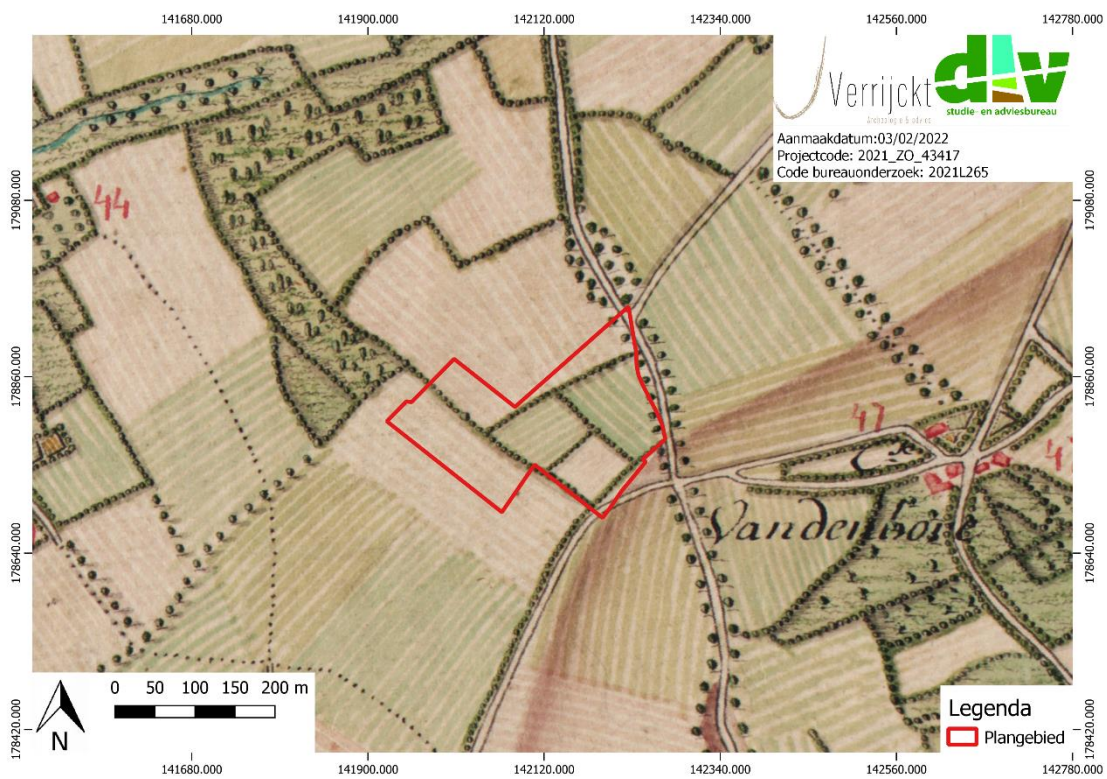 141680.000 141900.000 142120.000 142340.000 142560.000 142780.000
Verrijckt
Archeologie & advies
dlv
studie- en adviesbureau
Aanmaakdatum:03/02/2022
Projectcode: 2021_ZO_43417
Code bureauonderzoek: 2021L265
179080.000
179080.000
44
178860.000
178860.000
47
Cse
Vandenbore
178640.000
178640.000
0 50 100 150 200 m
N
Legenda
Plangebied
178420.000
178420.000
141680.000 141900.000 142120.000 142340.000 142560.000 142780.000